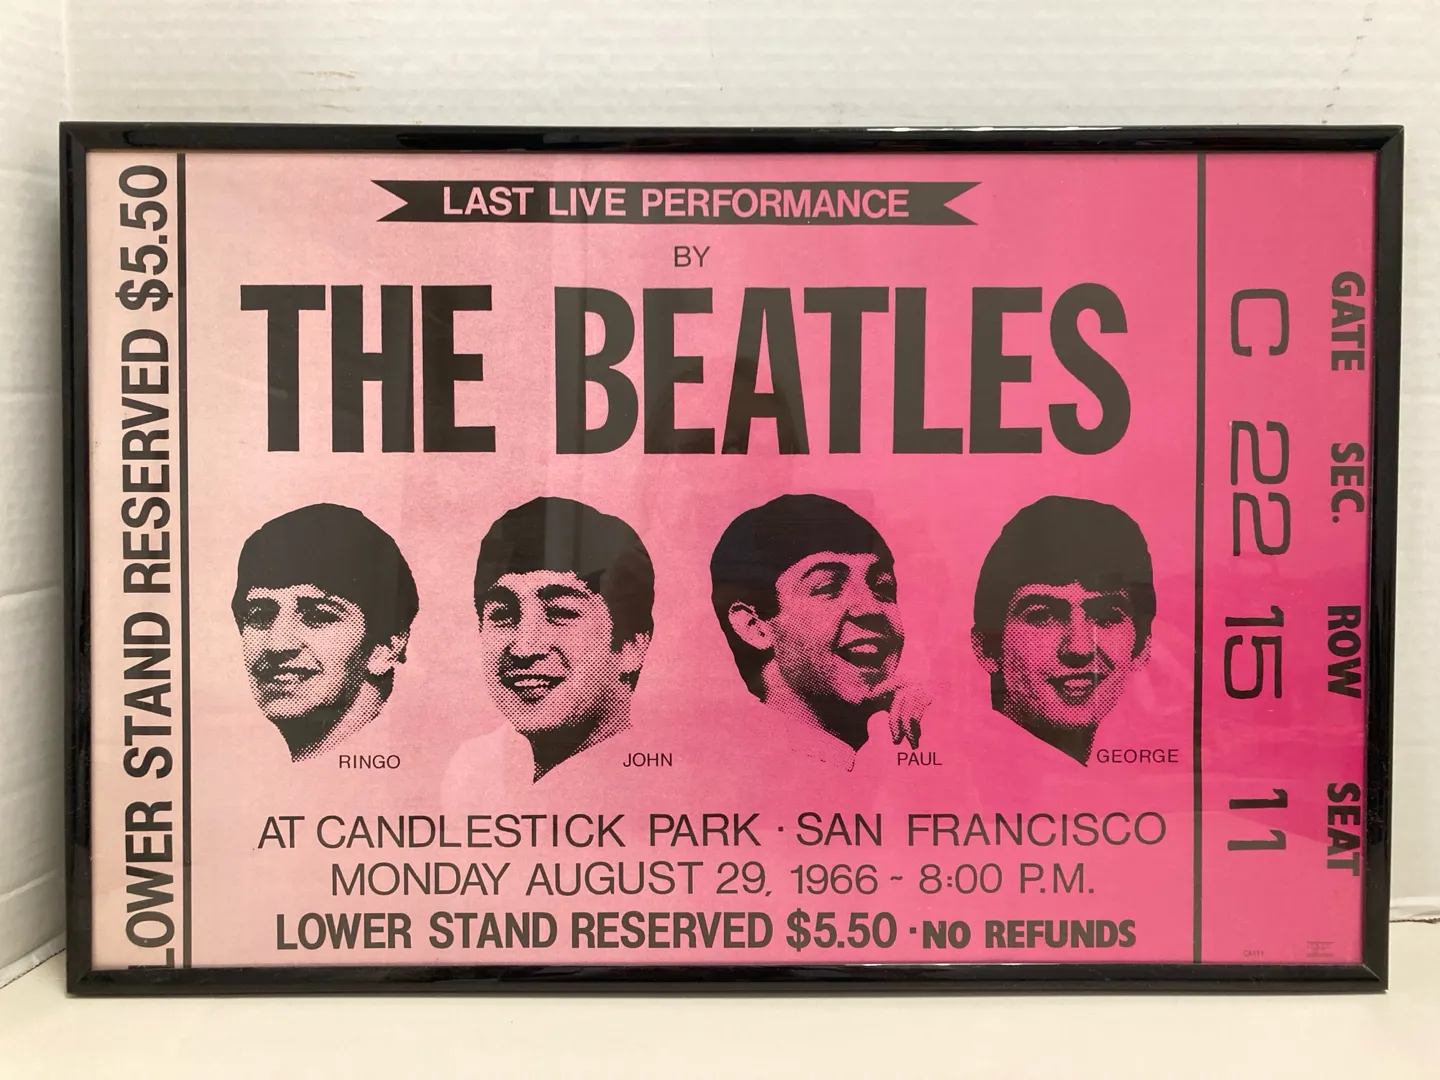 LOWER STAND RESERVED $5.50
LAST LIVE PERFORMANCE
BY
THE BEATLES
RINGO
JOHN
PAUL
GEORGE
AT CANDLESTICK PARK · SAN FRANCISCO
MONDAY AUGUST 29, 1966 ~ 8:00 P.M.
LOWER STAND RESERVED $5.50 · NO REFUNDS
GATE SEC. ROW SEAT
C 22 15 11